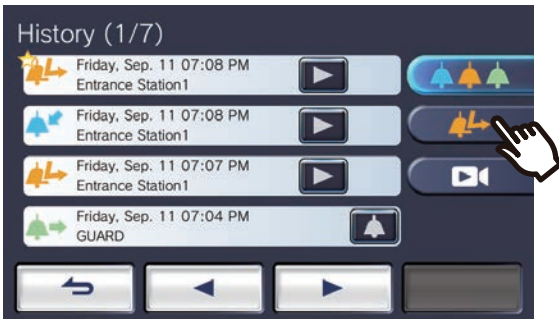 History (1/7)
Friday, Sep. 11 07:08 PM
Entrance Station1
Friday, Sep. 11 07:08 PM
Entrance Station1
Friday, Sep. 11 07:07 PM
Entrance Station1
Friday, Sep. 11 07:04 PM
GUARD